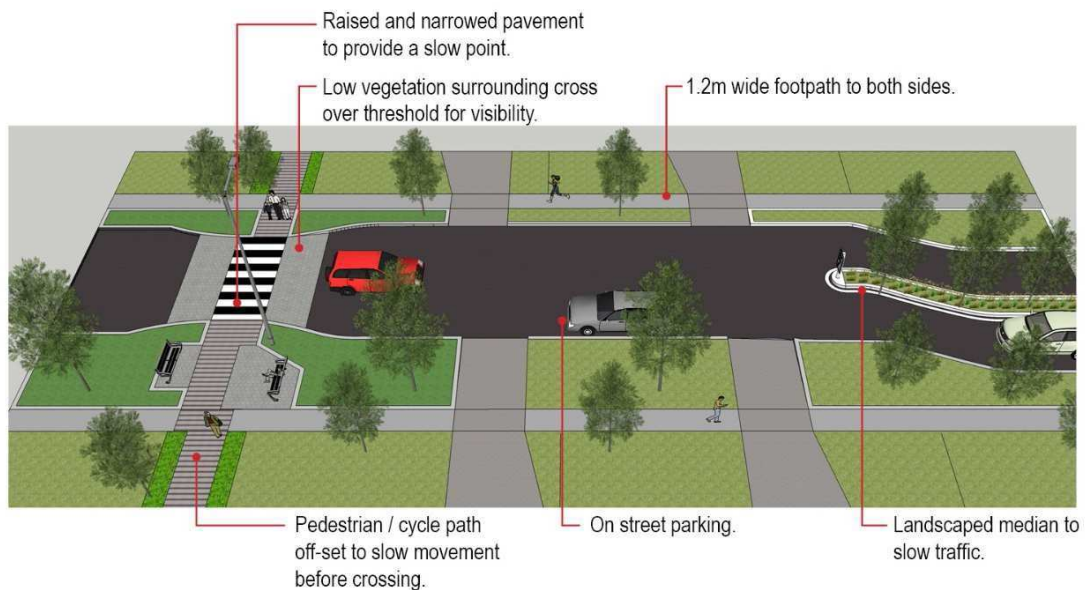 Raised and narrowed pavement
to provide a slow point.
Low vegetation surrounding cross
over threshold for visibility.
1.2m wide footpath to both sides.
Pedestrian / cycle path
off-set to slow movement
before crossing.
On street parking.
Landscaped median to
slow traffic.